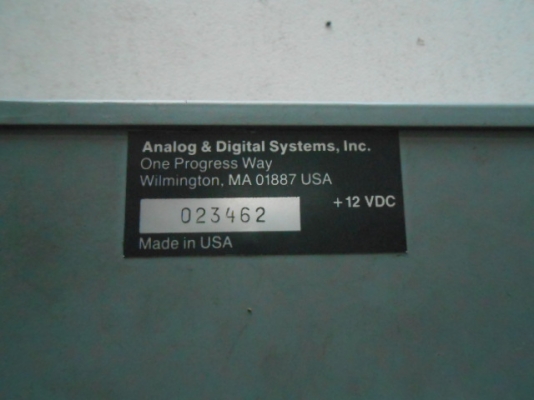 Analog & Digital Systems, Inc.
One Progress Way
Wilmington, MA 01887 USA
+12 VDC
023462
Made in USA